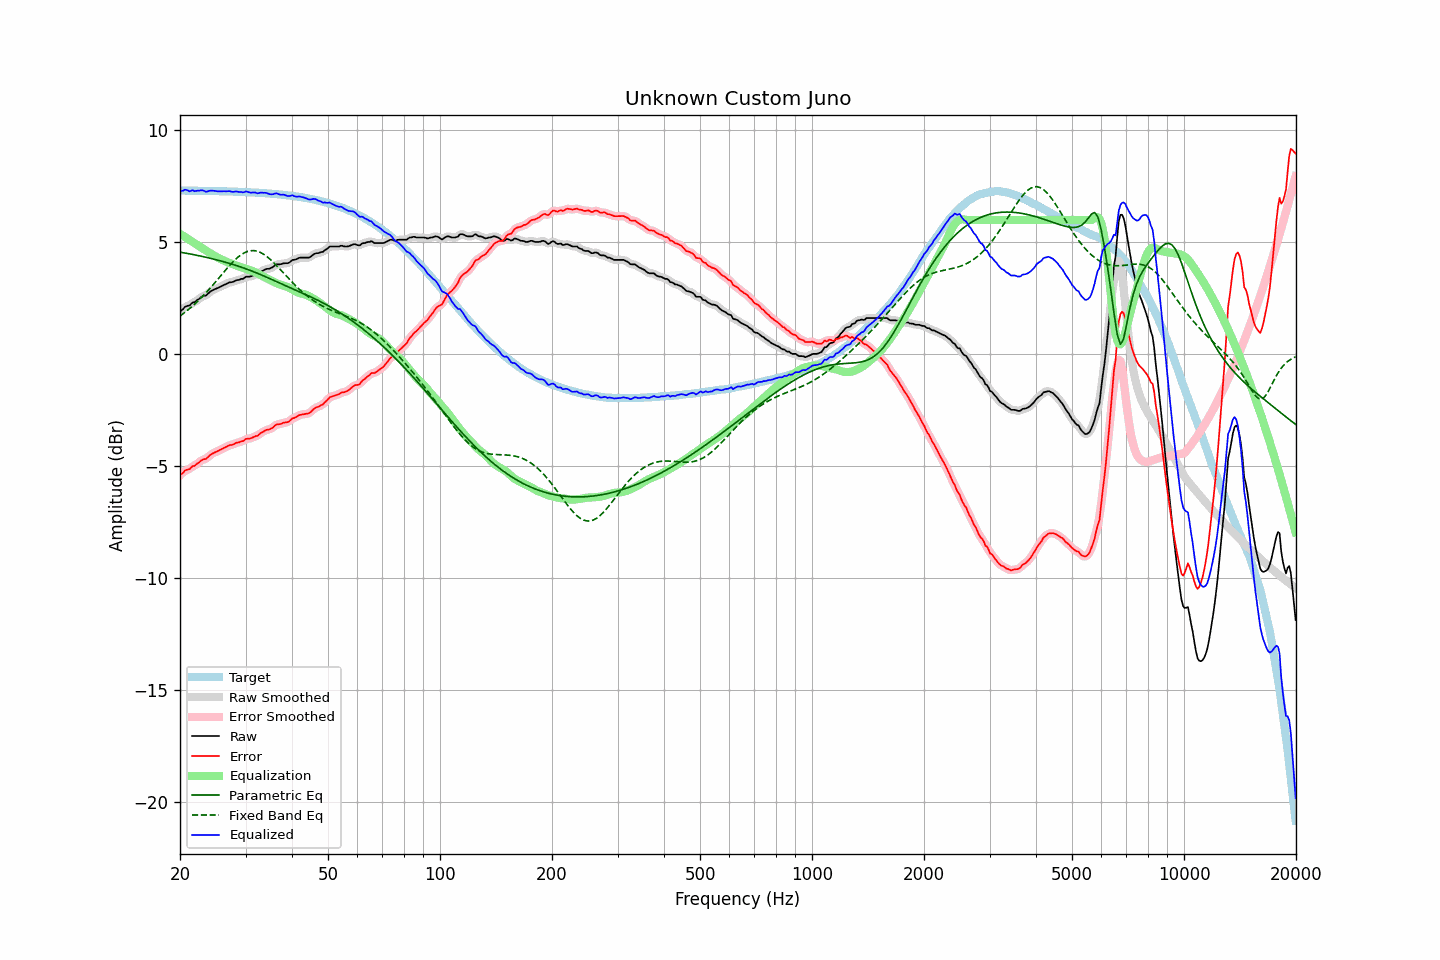 Unknown Custom Juno
Amplitude (dBr)
10
5
0
−5
−10
−15
−20
Target
Raw Smoothed
Error Smoothed
Raw
Error
Equalization
Parametric Eq
Fixed Band Eq
Equalized
20 50 100 200 500 1000 2000 5000 10000 20000
Frequency (Hz)